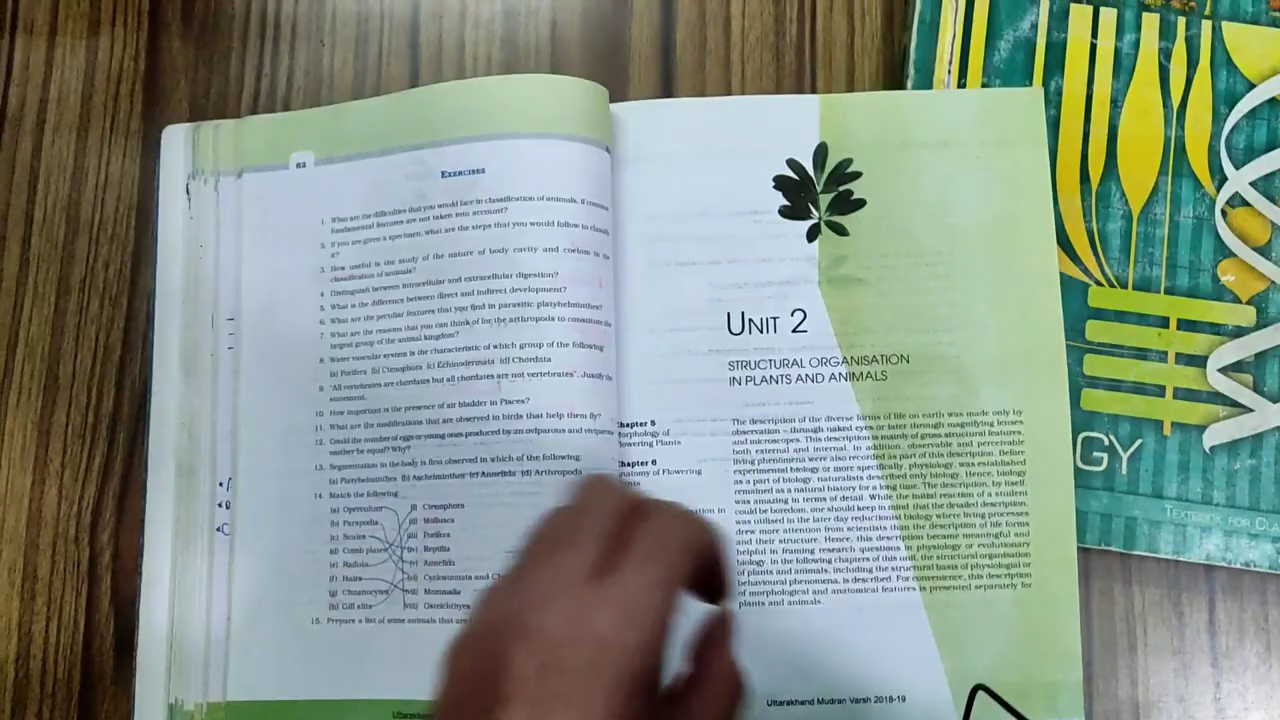 62
EXERCISES
1. What are the difficulties that you would face in classification of animals, if common
fundamental features are not taken into account?
2. If you are given a specimen, what are the steps that you would follow to classify
it?
3. How useful is the study of the nature of body cavity and coelom in the
classification of animals?
4. Distinguish between intracellular and extracellular digestion?
5. What is the difference between direct and indirect development?
6. What are the peculiar features that you find in parasitic platyhelminthes?
7. What are the reasons that you can think of for the arthropods to constitute the
largest group of the animal kingdom?
8. Water vascular system is the characteristic of which group of the following:
(a) Porifera (b) Ctenophora (c) Echinodermata (d) Chordata
9. "All vertebrates are chordates but all chordates are not vertebrates". Justify the
statement.
10. How important is the presence of air bladder in Pisces?
11. What are the modifications that are observed in birds that help them fly?
12. Could the number of eggs or young ones produced by an oviparous and viviparous
mother be equal? Why?
13. Segmentation in the body is first observed in which of the following:
(a) Platyhelminthes (b) Aschelminthes (c) Annelida (d) Arthropoda
14. Match the following
(a) Operculum (i) Ctenophora
(b) Parapodia (ii) Mollusca
(c) Scales (iii) Porifera
(d) Comb plates (iv) Reptilia
(e) Radula (v) Annelida
(f) Hairs (vi) Cyclostomata and
(g) Choanocytes (vii) Mammalia
(h) Gill slits (viii) Osteichthyes
15. Prepare a list of some animals that are
UNIT 2
STRUCTURAL ORGANISATION
IN PLANTS AND ANIMALS
hapter 5
orphology of
lowering Plants
hapter 6
natomy of Flowering
The description of the diverse forms of life on earth was made only by
observation – through naked eyes or later through magnifying lenses
and microscopes. This description is mainly of gross structural features,
both external and internal. In addition, observable and perceivable
living phenomena were also recorded as part of this description. Before
experimental biology or more specifically, physiology, was established
as a part of biology, naturalists described only biology. Hence, biology
remained as a natural history for a long time. The description, by itself,
was amazing in terms of detail. While the initial reaction of a student
could be boredom, one should keep in mind that the detailed description,
was utilised in the later day reductionist biology where living processes
drew more attention from scientists than the description of life forms
and their structure. Hence, this description became meaningful and
helpful in framing research questions in physiology or evolutionary
biology. In the following chapters of this unit, the structural organisation
of plants and animals, including the structural basis of physiological or
behavioural phenomena, is described. For convenience, this description
of morphological and anatomical features is presented separately for
plants and animals.
Uttarakhand Mudran Varsh 2018-19
GY
TEXTBOOK FOR CLA